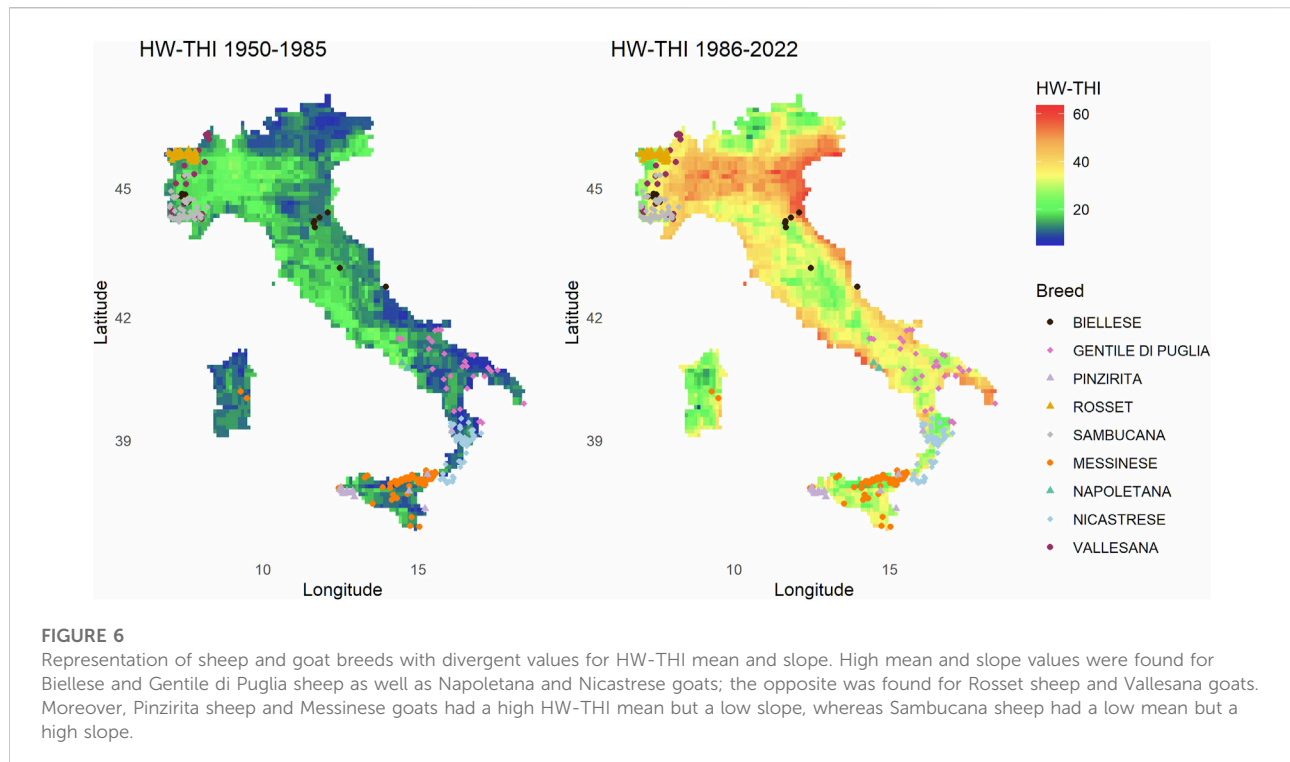 HW-THI 1950-1985
HW-THI 1986-2022
HW-THI
60
40
20
45
42
39
Latitude
10
15
Longitude
45
42
39
Latitude
10
15
Longitude
Breed
BIELLESE
GENTILE DI PUGLIA
PINZIRITA
ROSSET
SAMBUCANA
MESSINESE
NAPOLETANA
NICASTRESE
VALLESANA
FIGURE 6
Representation of sheep and goat breeds with divergent values for HW-THI mean and slope. High mean and slope values were found for
Biellese and Gentile di Puglia sheep as well as Napoletana and Nicastrese goats; the opposite was found for Rosset sheep and Vallesana goats.
Moreover, Pinzirita sheep and Messinese goats had a high HW-THI mean but a low slope, whereas Sambucana sheep had a low mean but a
high slope.